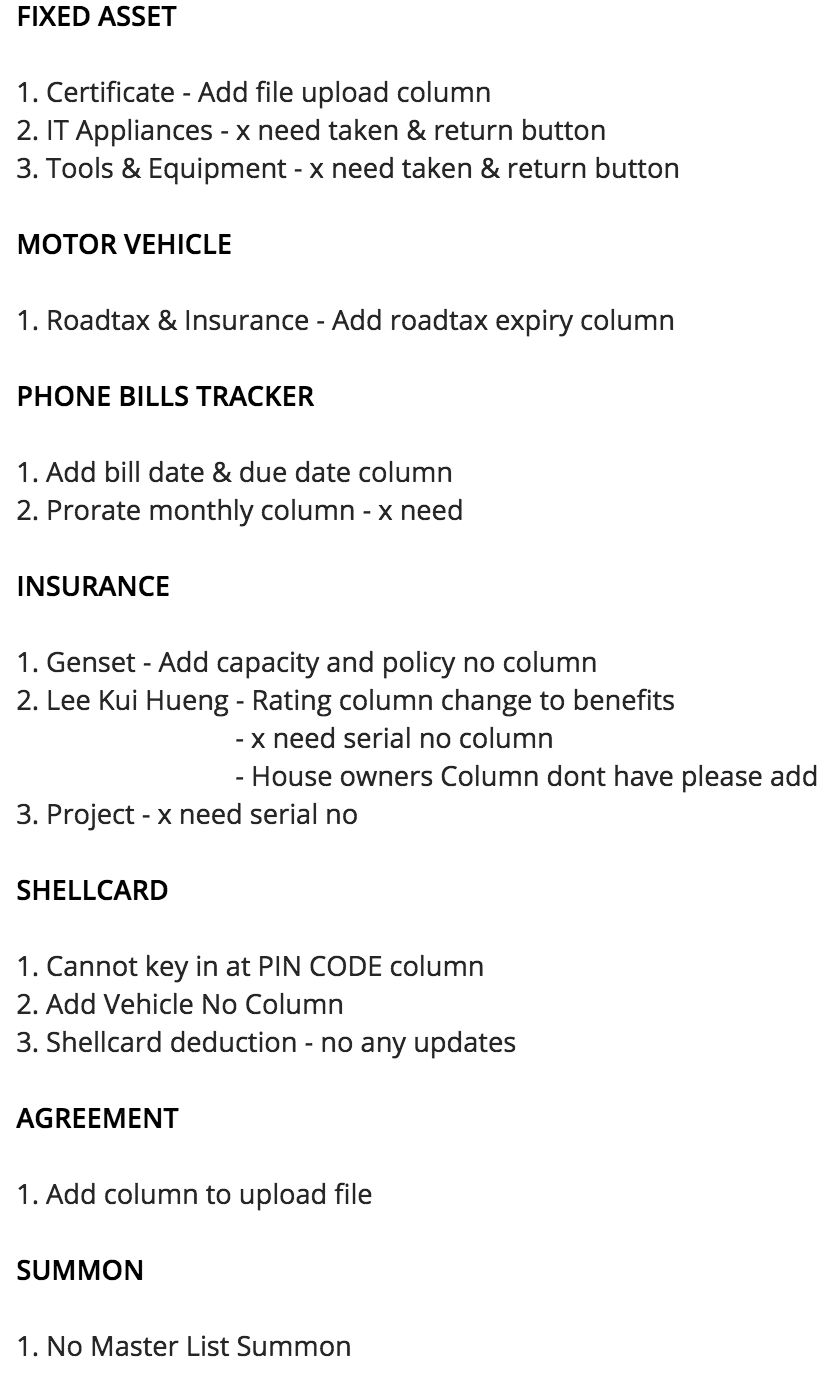 FIXED ASSET
1. Certificate - Add file upload column
2. IT Appliances - x need taken & return button
3. Tools & Equipment - x need taken & return button
MOTOR VEHICLE
1. Roadtax & Insurance - Add roadtax expiry column
PHONE BILLS TRACKER
1. Add bill date & due date column
2. Prorate monthly column - x need
INSURANCE
1. Genset - Add capacity and policy no column
2. Lee Kui Hueng - Rating column change to benefits
- x need serial no column
- House owners Column dont have please add
3. Project - x need serial no
SHELLCARD
1. Cannot key in at PIN CODE column
2. Add Vehicle No Column
3. Shellcard deduction - no any updates
AGREEMENT
1. Add column to upload file
SUMMON
1. No Master List Summon